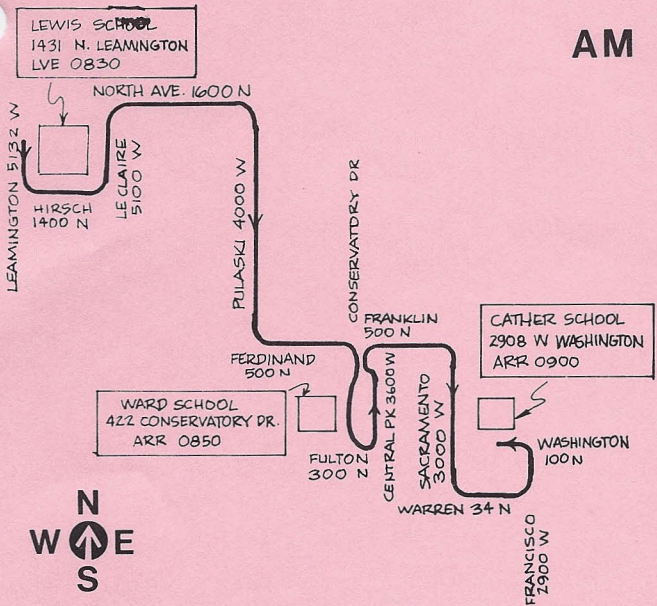 LEWIS SCHOOL
1431 N. LEAMINGTON
LVE 0830
AM
NORTH AVE. 1600 N
LEAMINGTON 5132 W
HIRSCH
1400 N
LE CLAIRE
5100 W
PULASKI 4000 W
CONSERVATORY DR
FERDINAND
500 N
FRANKLIN
500 N
CATHER SCHOOL
2908 W WASHINGTON
ARR 0900
WARD SCHOOL
422 CONSERVATORY DR.
ARR 0850
FULTON
300 N
CENTRAL PK 3600 W
SACRAMENTO
3000 W
WASHINGTON
100 N
WARREN 34 N
FRANCISCO
2900 W
N
W E
S